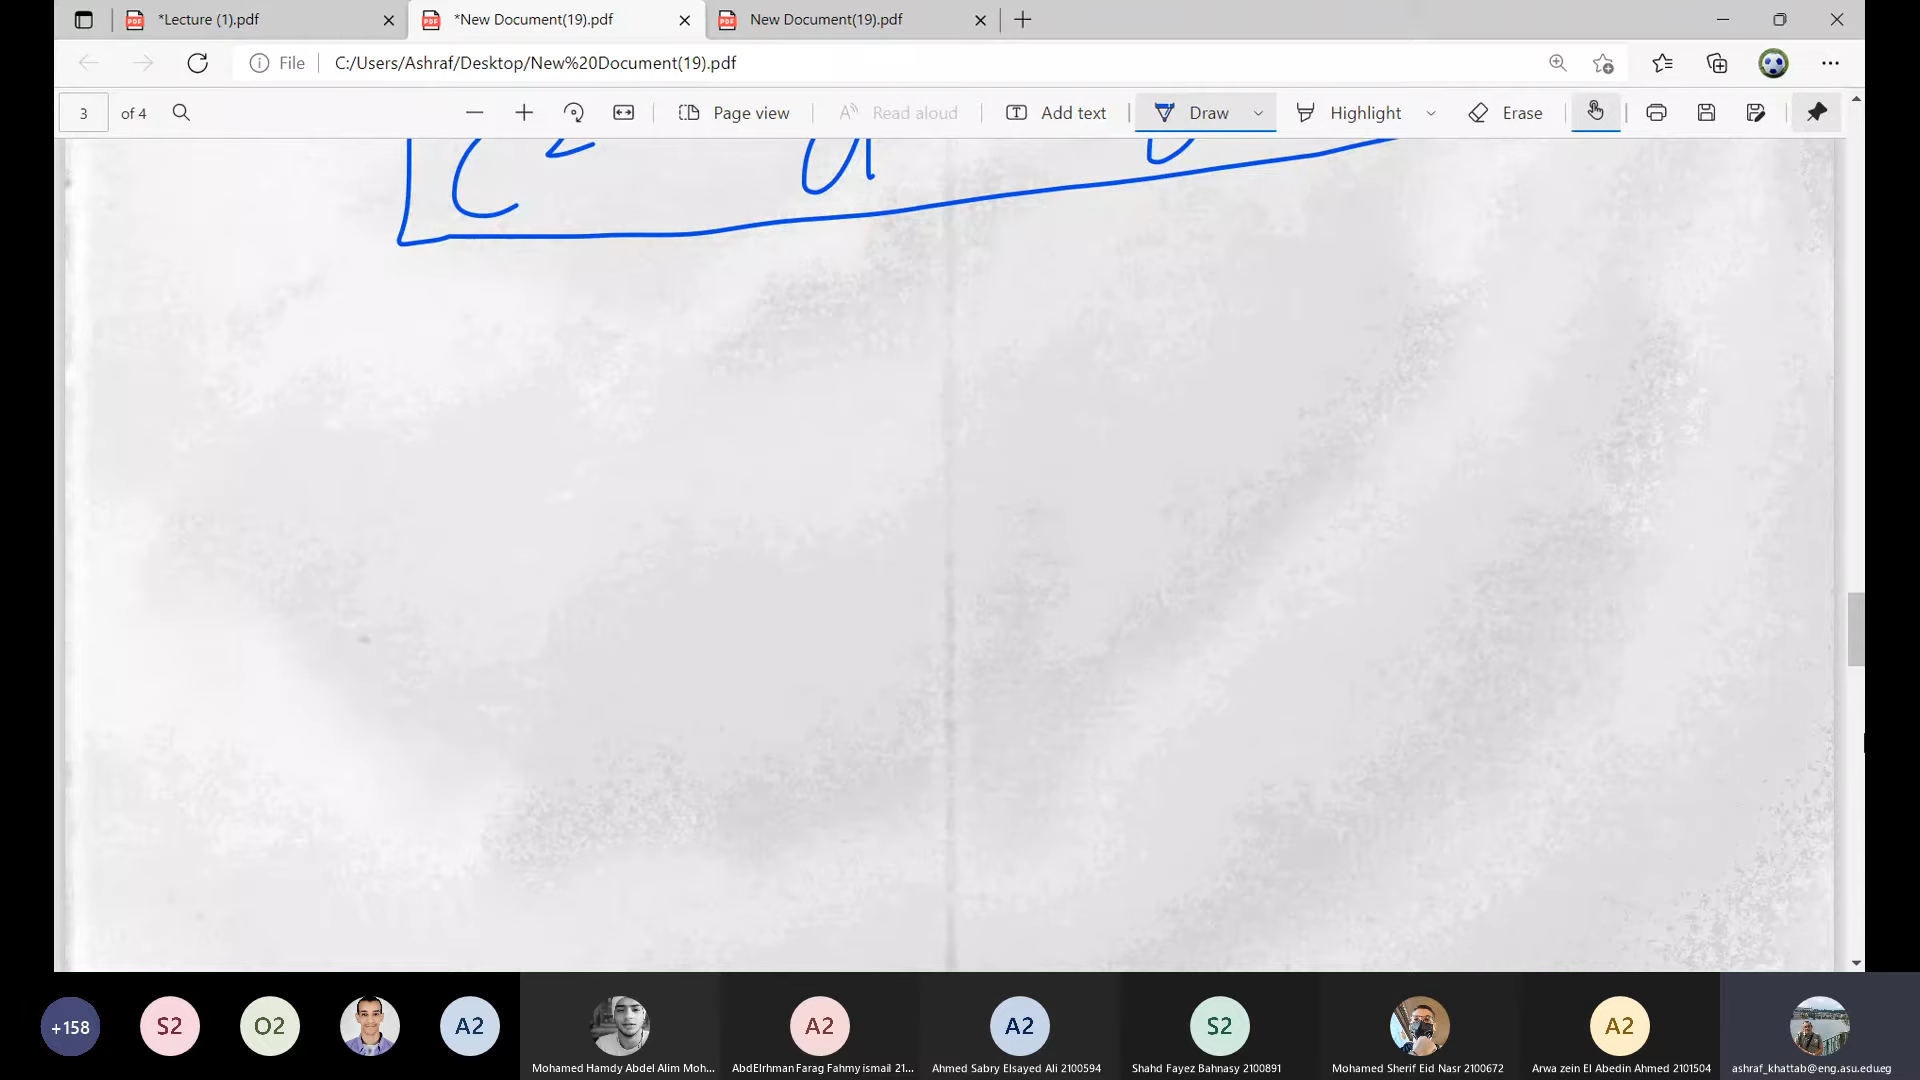 *Lecture (1).pdf
*New Document(19).pdf
New Document(19).pdf
File
C:/Users/Ashraf/Desktop/New%20Document(19).pdf
3 of 4
Page view
Read aloud
Add text
Draw
Highlight
Erase
+158
S2
O2
A2
A2
A2
S2
A2
Mohamed Hamdy Abdel Alim Moh...
AbdElrhman Farag Fahmy ismail 21...
Ahmed Sabry Elsayed Ali 2100594
Shahd Fayez Bahnasy 2100891
Mohamed Sherif Eid Nasr 2100672
Arwa zein El Abedin Ahmed 2101504
ashraf_khattab@eng.asu.edu.eg